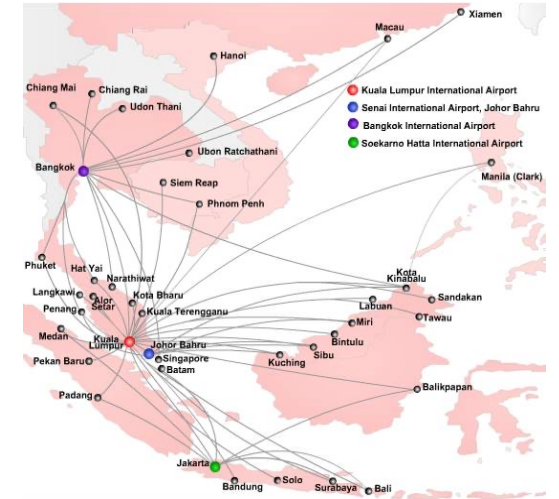 Xiamen
Macau
Hanoi
Chiang Mai
Chiang Rai
Udon Thani
Kuala Lumpur International Airport
Senai International Airport, Johor Bahru
Bangkok International Airport
Soekarno Hatta International Airport
Ubon Ratchathani
Bangkok
Siem Reap
Manila (Clark)
Phnom Penh
Phuket
Hat Yai
Narathiwat
Kota
Kinabalu
Langkawi
Alor
Setar
Kota Bharu
Labuan
Sandakan
Penang
Kuala Terengganu
Tawau
Medan
Miri
Kuala
Lumpur
Johor Bahru
Bintulu
Sibu
Pekan Baru
Singapore
Kuching
Batam
Padang
Balikpapan
Jakarta
Bandung
Solo
Surabaya
Bali